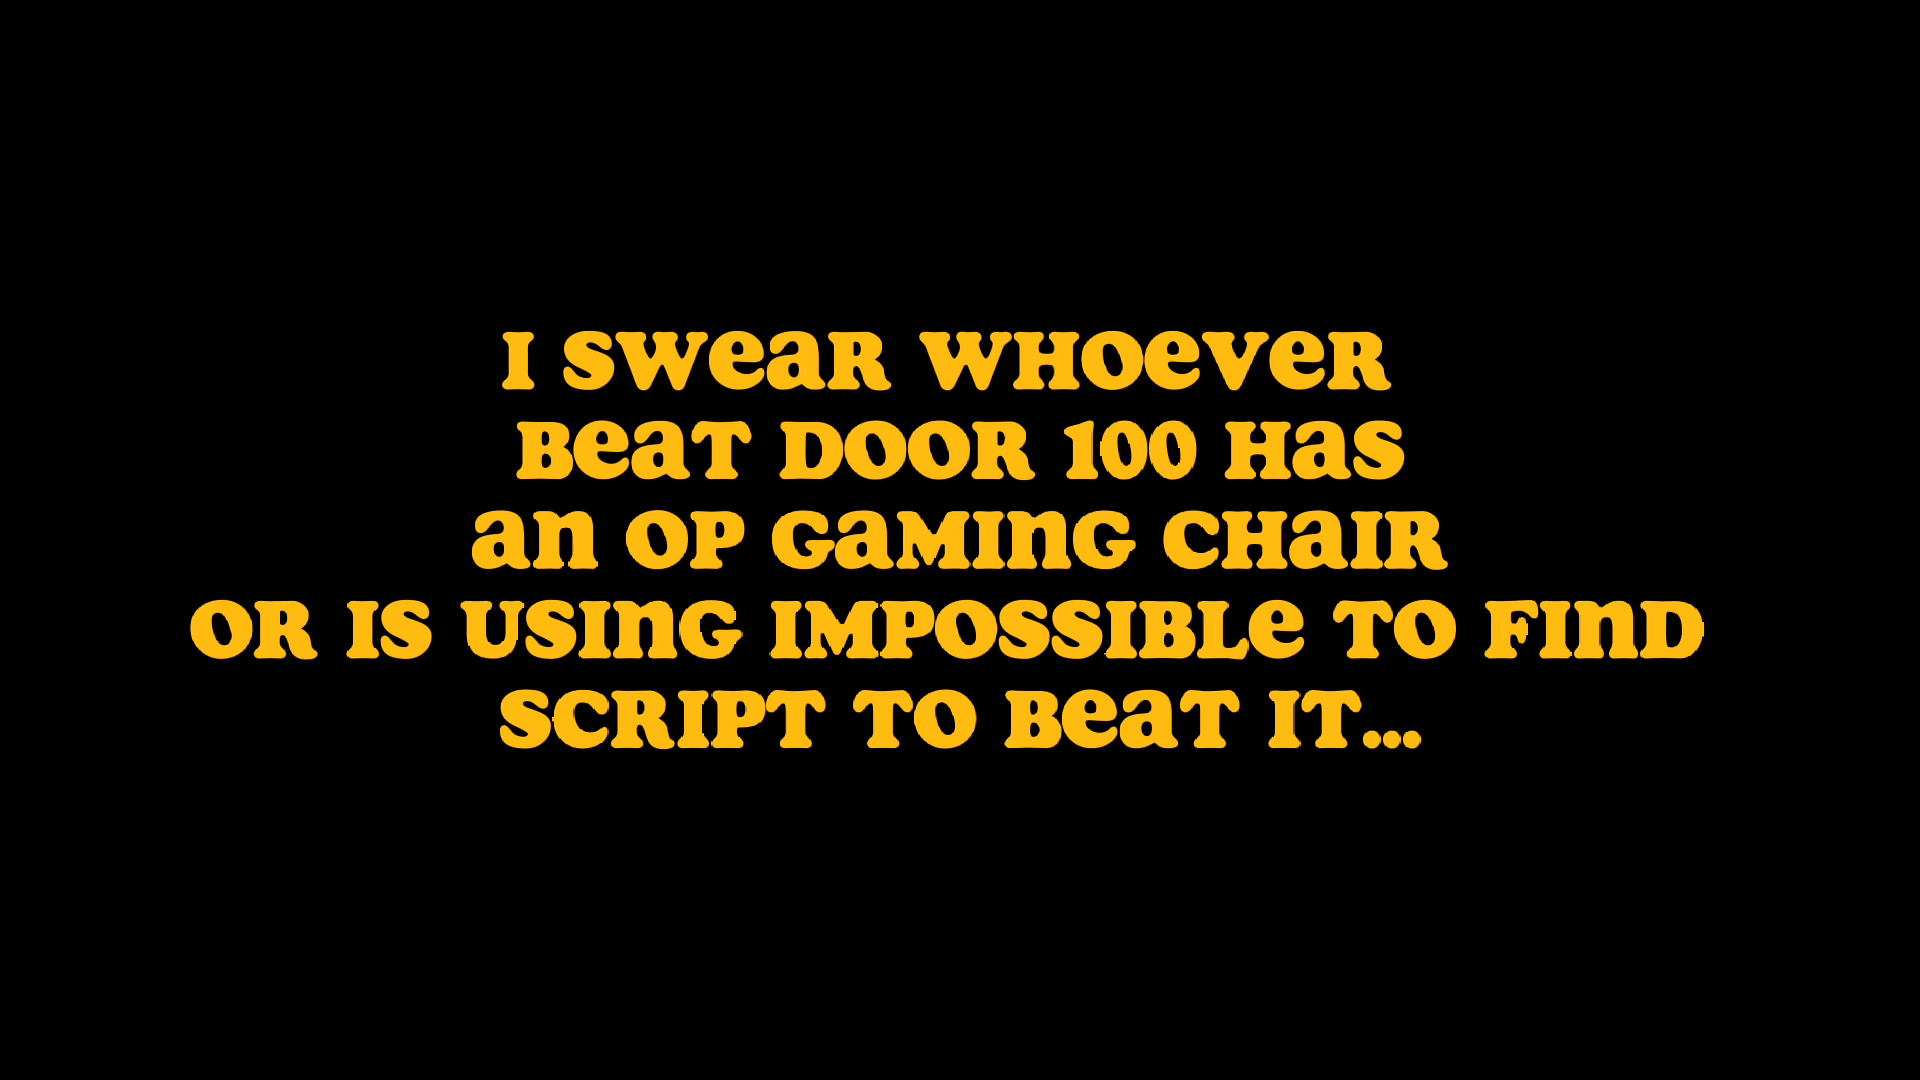 I SWeaR WHOeVeR
BeaT DOOR 100 Has
an OP GaMInG CHaIR
OR IS USInG IMPOSSIBLe TO FInD
SCRIPT TO BeaT IT...